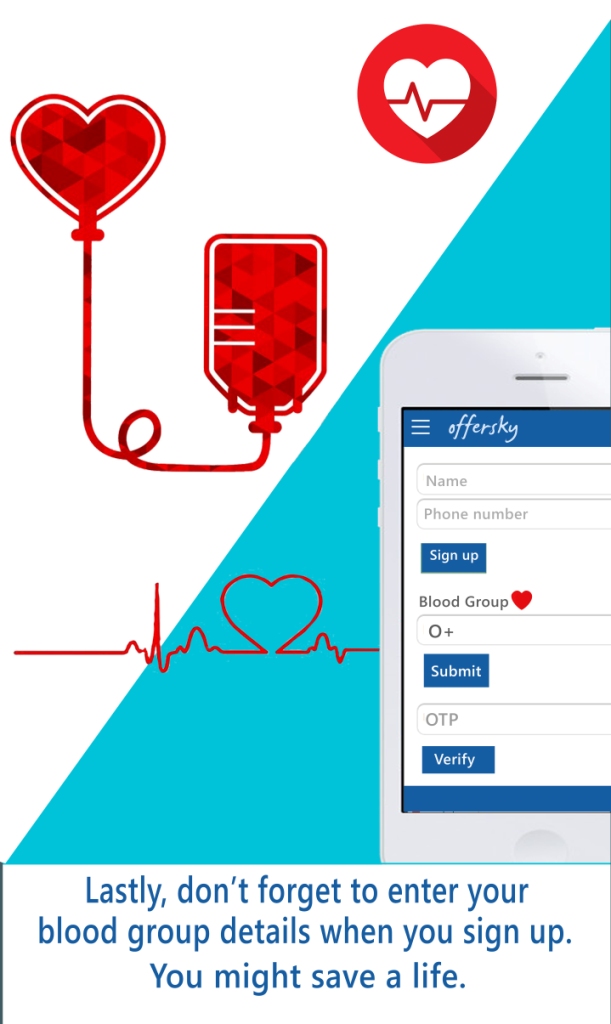 offersky
Name
Phone number
Sign up
Blood Group
O+
Submit
OTP
Verify
Lastly, don't forget to enter your
blood group details when you sign up.
You might save a life.